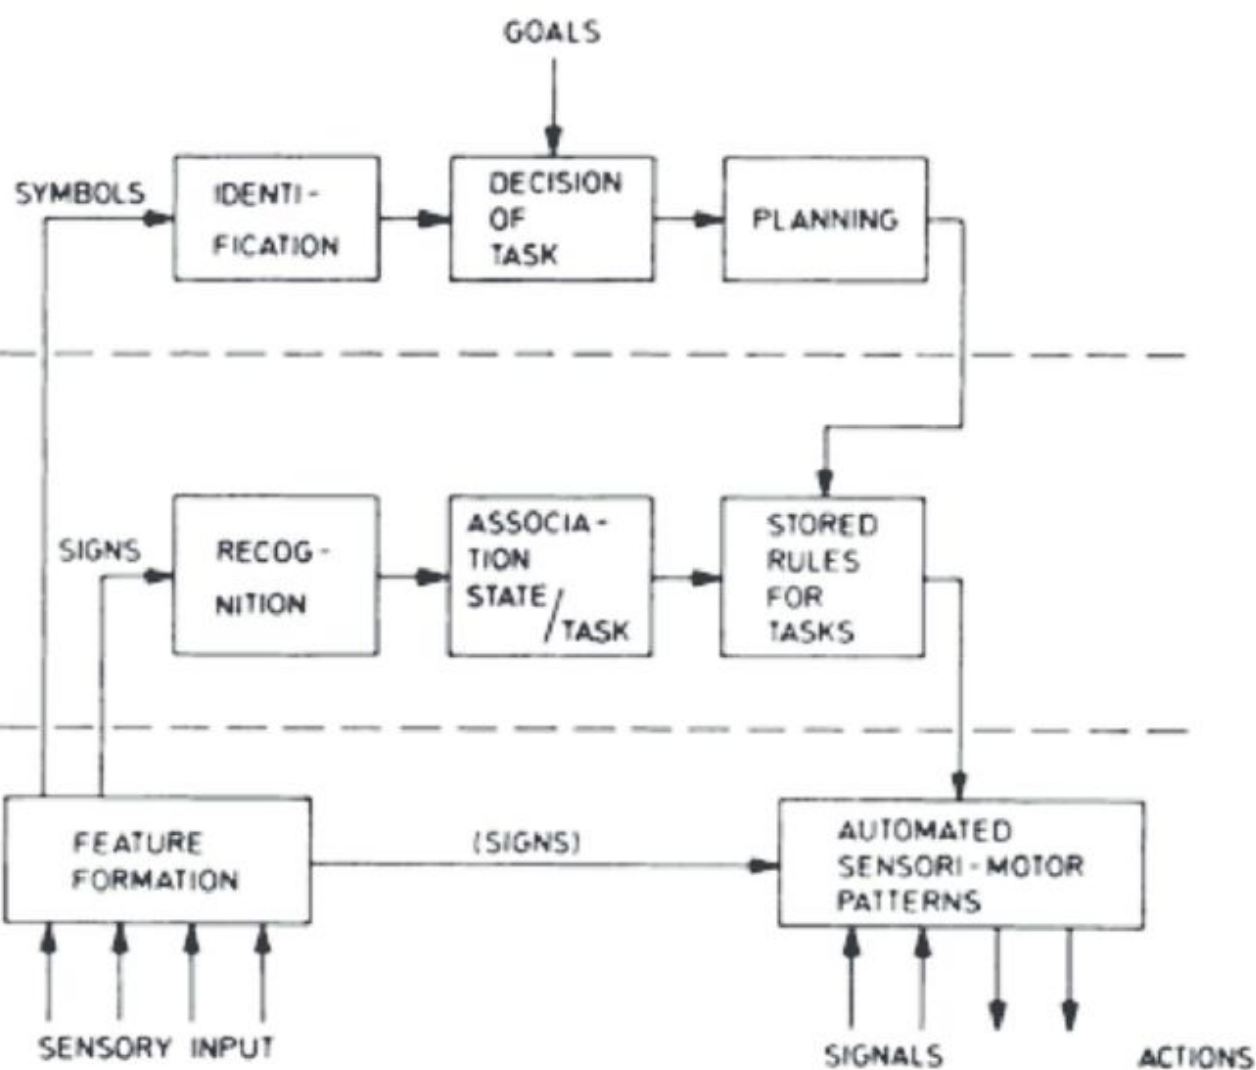 GOALS
SYMBOLS
IDENTI-
FICATION
DECISION
OF
TASK
PLANNING
SIGNS
RECOG-
NITION
ASSOCIA-
TION
STATE/
TASK
STORED
RULES
FOR
TASKS
FEATURE
FORMATION
(SIGNS)
AUTOMATED
SENSORI-MOTOR
PATTERNS
SENSORY INPUT
SIGNALS
ACTIONS